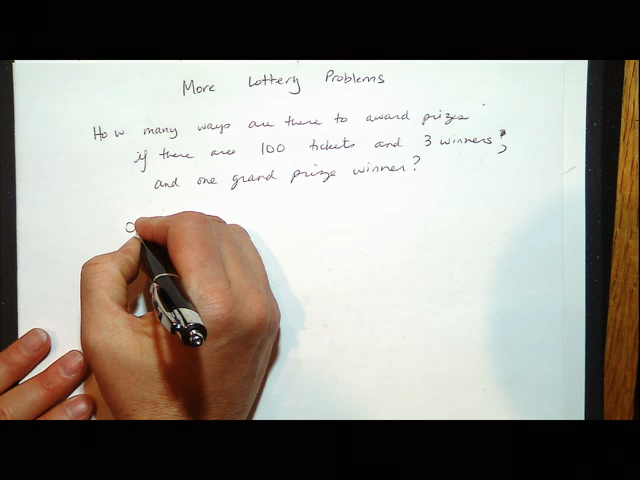 More Lottery Problems
How many ways are there to award prizes
if there are 100 tickets and 3 winners,
and one grand prize winner?